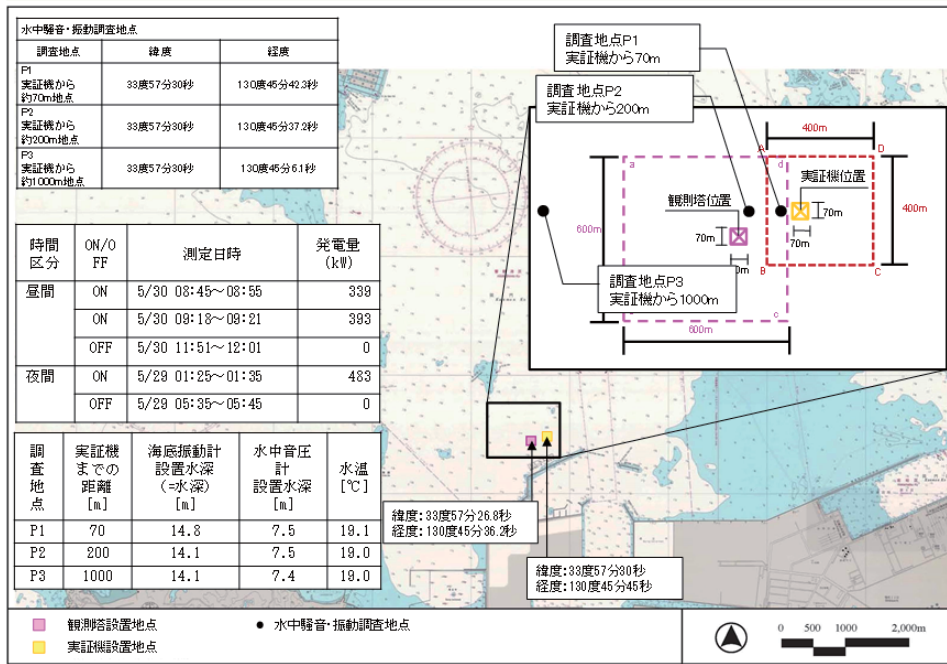 水中騒音・振動調査地点
調査地点 緯度 経度
P1
実証機から
約70m地点
33度57分30秒 130度45分42.3秒
P2
実証機から
約200m地点
33度57分30秒 130度45分37.2秒
P3
実証機から
約1000m地点
33度57分30秒 130度45分6.1秒
調査地点P1
実証機から70m
調査地点P2
実証機から200m
400m
A
D
a
d
実証機位置
観測塔位置
70m
70m
70m
400m
600m
B
C
調査地点P3
実証機から1000m
c
600m
時間
区分
ON/O
FF
測定日時
発電量
(kW)
昼間 ON 5/30 08:45～08:55 339
ON 5/30 09:18～09:21 393
OFF 5/30 11:51～12:01 0
夜間 ON 5/29 01:25～01:35 483
OFF 5/29 05:35～05:45 0
調
査
地
点
実証機
までの
距離
[m]
海底振動計
設置水深
(=水深)
[m]
水中音圧
計
設置水深
[m]
水温
[℃]
P1 70 14.8 7.5 19.1
P2 200 14.1 7.5 19.0
P3 1000 14.1 7.4 19.0
緯度:33度57分26.8秒
経度:130度45分36.2秒
緯度:33度57分30秒
経度:130度45分45秒
観測塔設置地点
水中騒音・振動調査地点
実証機設置地点
0 500 1000 2,000m